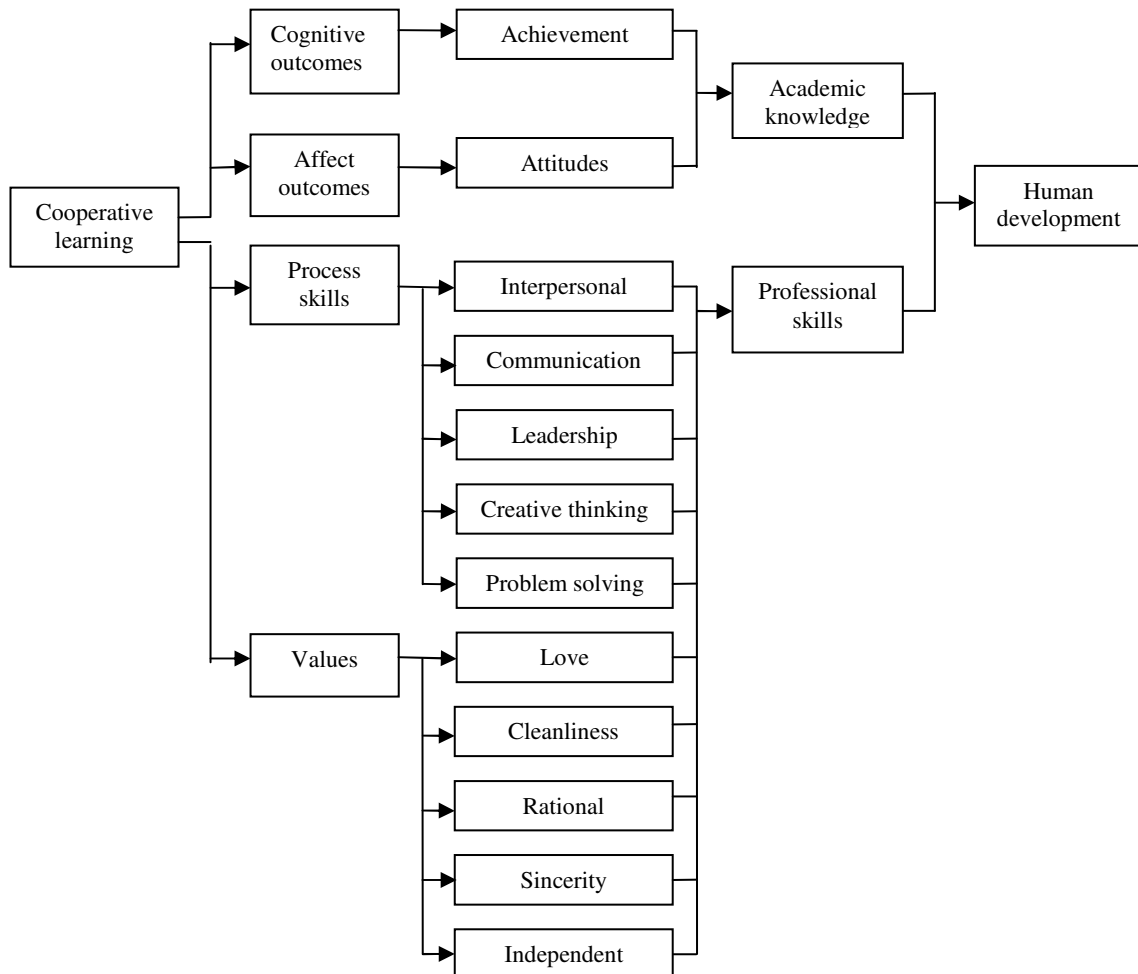 Cooperative
learning
Cognitive
outcomes
Affect
outcomes
Process
skills
Values
Achievement
Attitudes
Interpersonal
Communication
Leadership
Creative thinking
Problem solving
Love
Cleanliness
Rational
Sincerity
Independent
Academic
knowledge
Professional
skills
Human
development